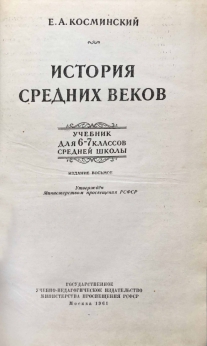 Е. А. КОСМИНСКИЙ
ИСТОРИЯ
СРЕДНИХ ВЕКОВ
УЧЕБНИК
ДЛЯ 6-7 КЛАССОВ
СРЕДНЕЙ ШКОЛЫ
ИЗДАНИЕ ВОСЬМОЕ
Утверждён
Министерством просвещения РСФСР
ГОСУДАРСТВЕННОЕ
УЧЕБНО-ПЕДАГОГИЧЕСКОЕ ИЗДАТЕЛЬСТВО
МИНИСТЕРСТВА ПРОСВЕЩЕНИЯ РСФСР
Москва 1961